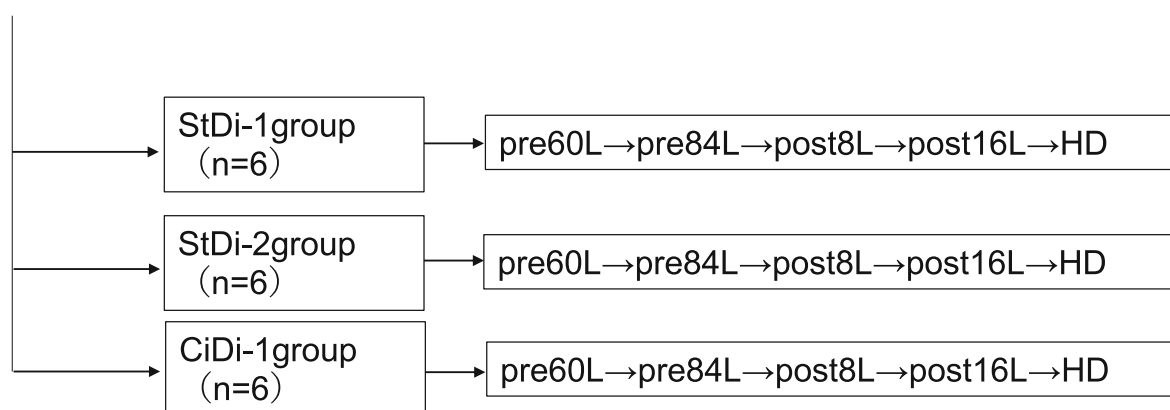 StDi-1group
（n=6）
pre60L→pre84L→post8L→post16L→HD
StDi-2group
（n=6）
pre60L→pre84L→post8L→post16L→HD
CiDi-1group
（n=6）
pre60L→pre84L→post8L→post16L→HD